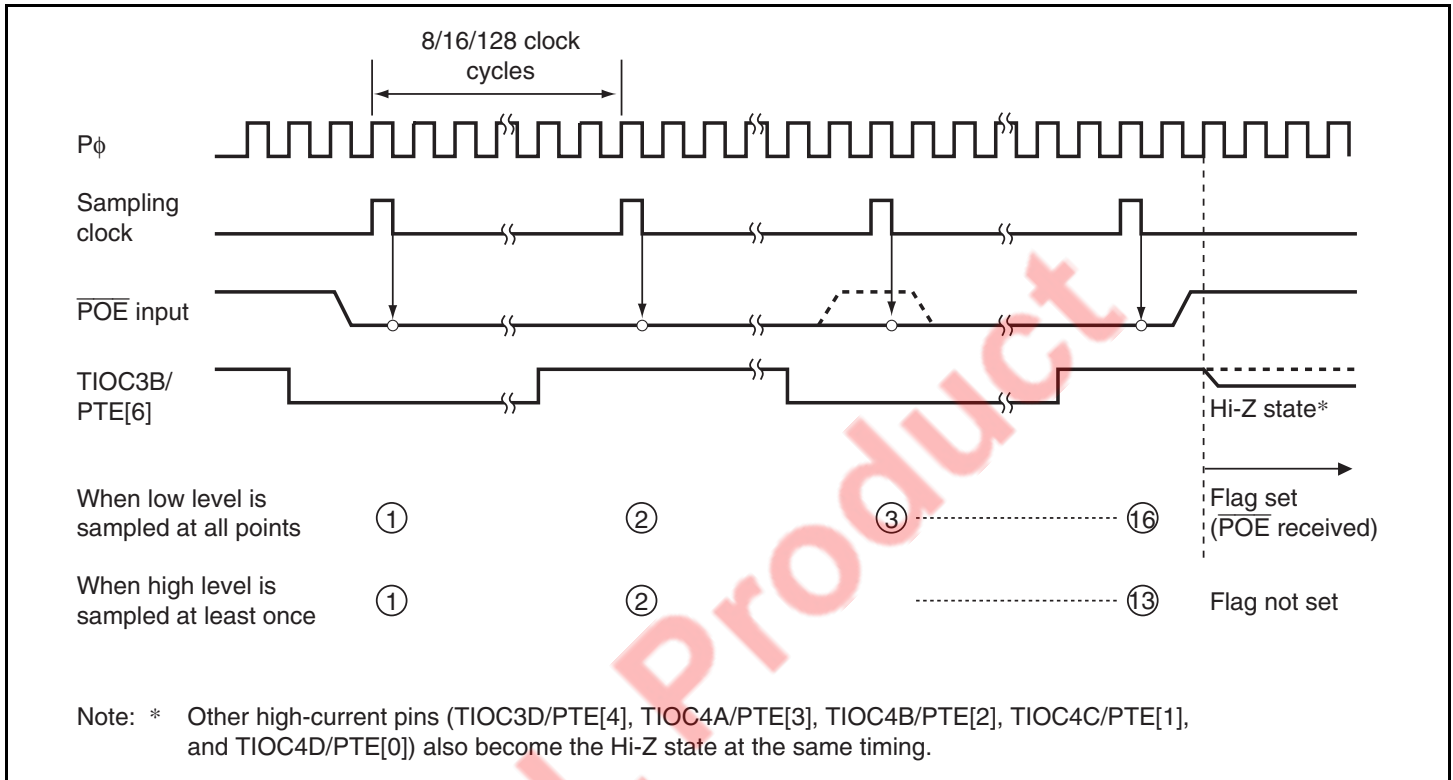 8/16/128 clock
cycles
Pϕ
Sampling
clock
P̅O̅E̅ input
TIOC3B/
PTE[6]
Hi-Z state*
When low level is
sampled at all points
① ② ③ ⑯
Flag set
(P̅O̅E̅ received)
When high level is
sampled at least once
① ② ⑬ Flag not set
Note: * Other high-current pins (TIOC3D/PTE[4], TIOC4A/PTE[3], TIOC4B/PTE[2], TIOC4C/PTE[1],
and TIOC4D/PTE[0]) also become the Hi-Z state at the same timing.
Product